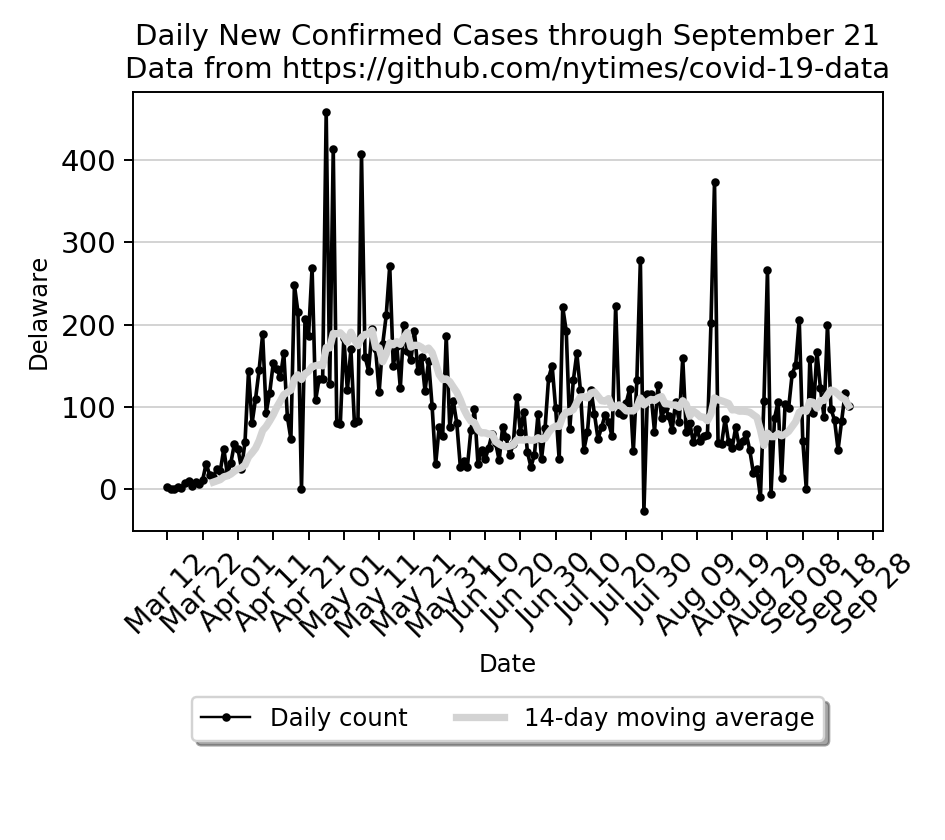 Daily New Confirmed Cases through September 21
Data from https://github.com/nytimes/covid-19-data
Delaware
400
300
200
100
0
Mar 12
Mar 22
Apr 01
Apr 11
Apr 21
May 01
May 11
May 21
May 31
Jun 10
Jun 20
Jun 30
Jul 10
Jul 20
Jul 30
Aug 09
Aug 19
Aug 29
Sep 08
Sep 18
Sep 28
Date
Daily count
14-day moving average